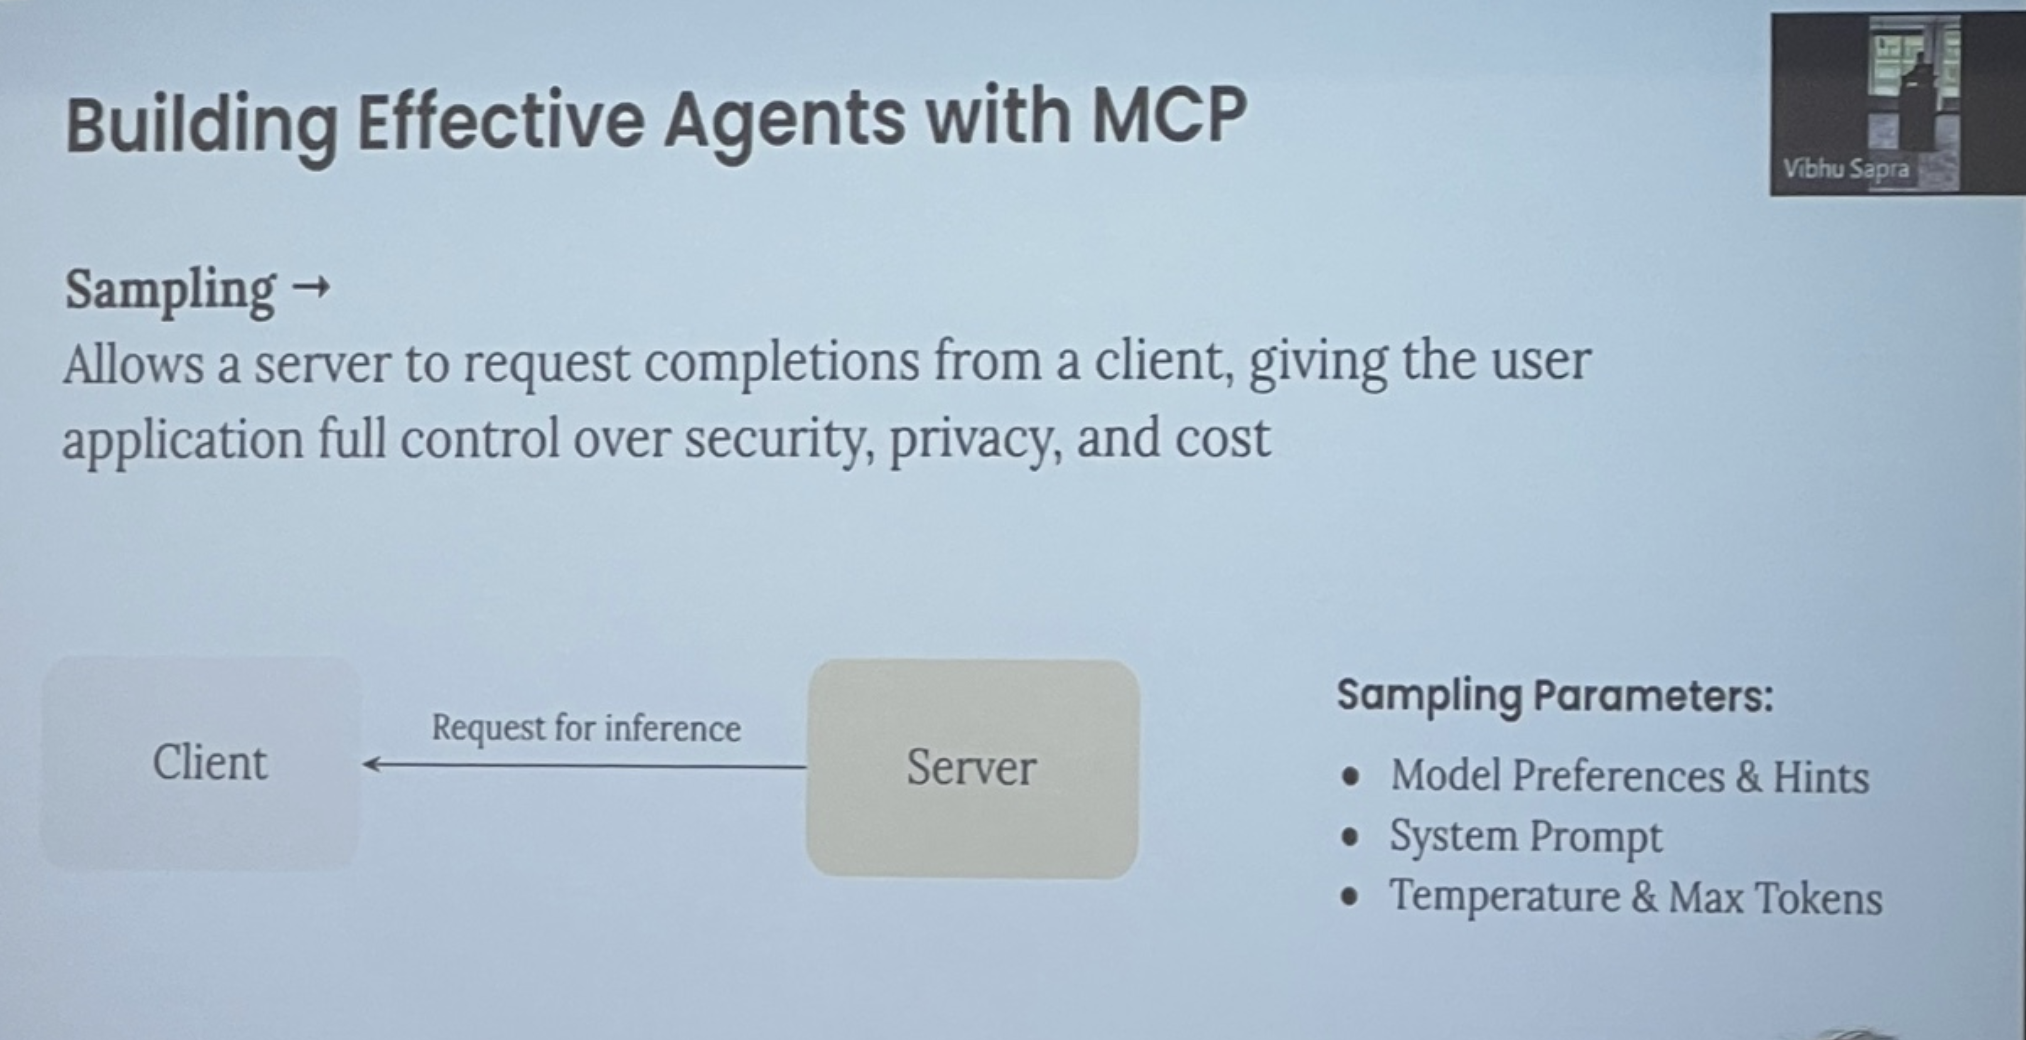 Building Effective Agents with MCP
Vibhu Sapra
Sampling →
Allows a server to request completions from a client, giving the user
application full control over security, privacy, and cost
Client
Request for inference
Server
Sampling Parameters:
● Model Preferences & Hints
● System Prompt
● Temperature & Max Tokens